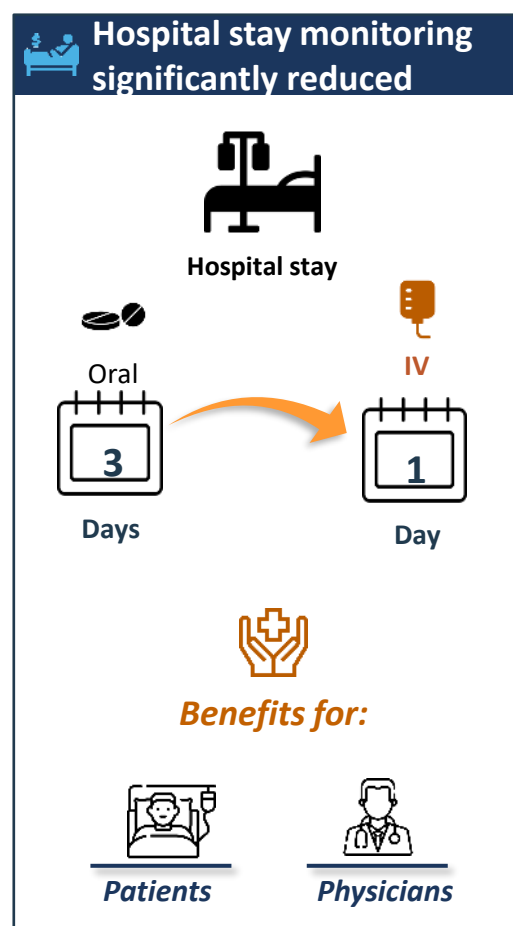 Hospital stay monitoring
significantly reduced
Hospital stay
Oral
IV
3
1
Days
Day
Benefits for:
Patients
Physicians